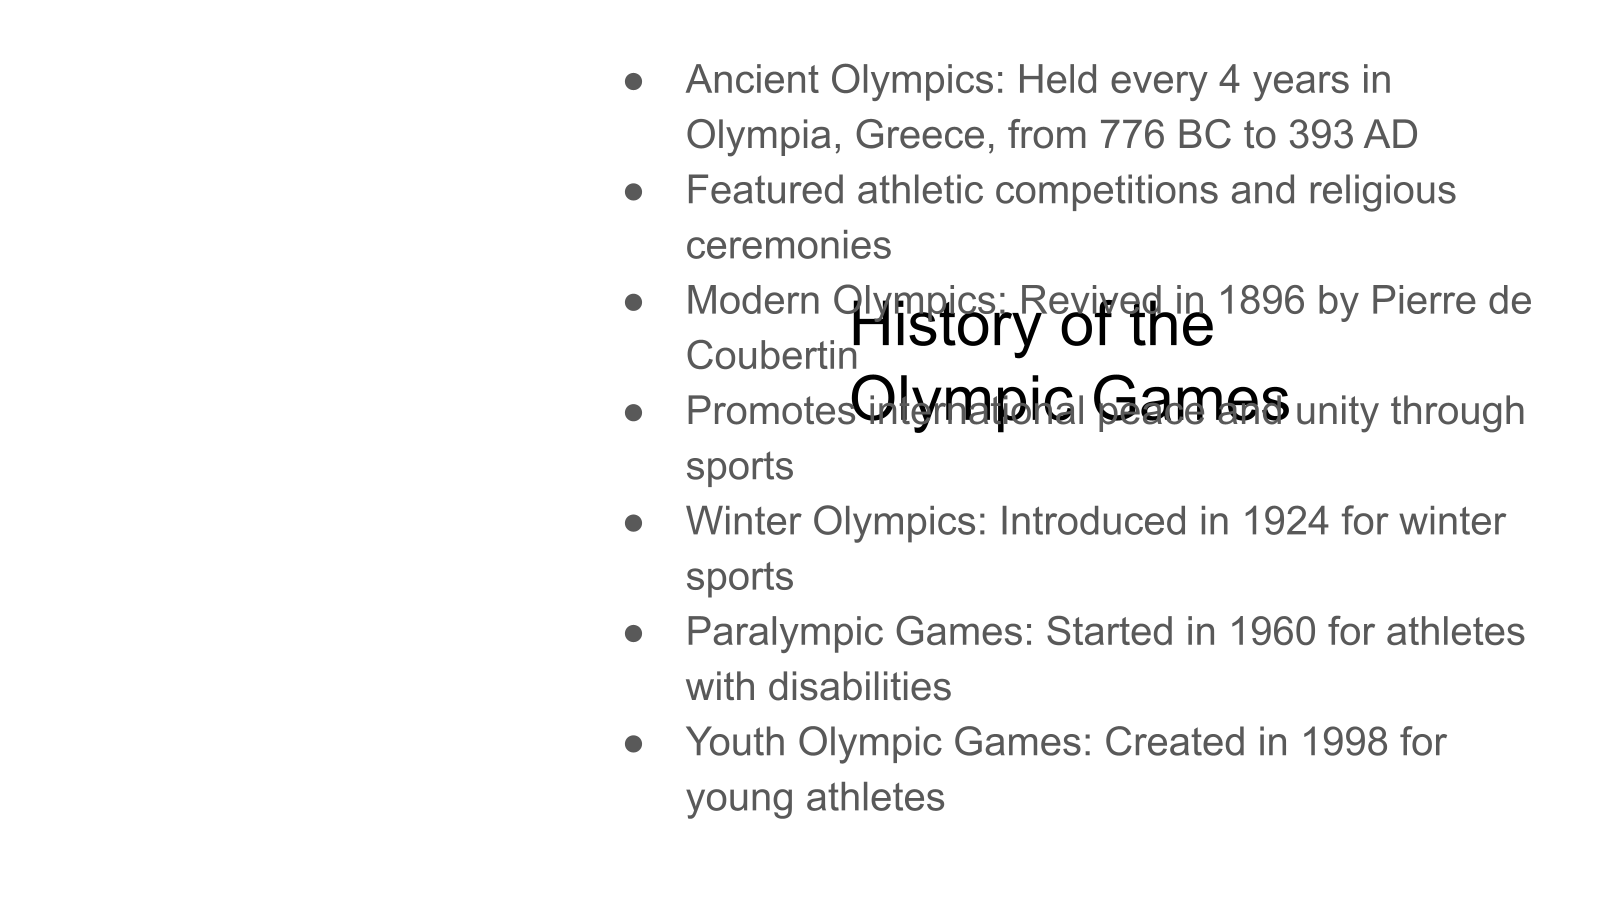 ● Ancient Olympics: Held every 4 years in
Olympia, Greece, from 776 BC to 393 AD
● Featured athletic competitions and religious
ceremonies
● Modern Olympics: Revived in 1896 by Pierre de
Coubertin
History of the
Olympic Games
● Promotes international peace and unity through
sports
● Winter Olympics: Introduced in 1924 for winter
sports
● Paralympic Games: Started in 1960 for athletes
with disabilities
● Youth Olympic Games: Created in 1998 for
young athletes